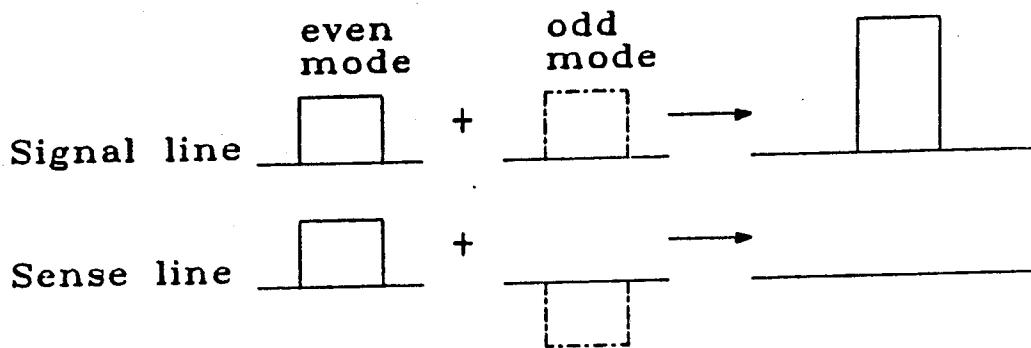 even
mode
odd
mode
+
Signal line
+
Sense line